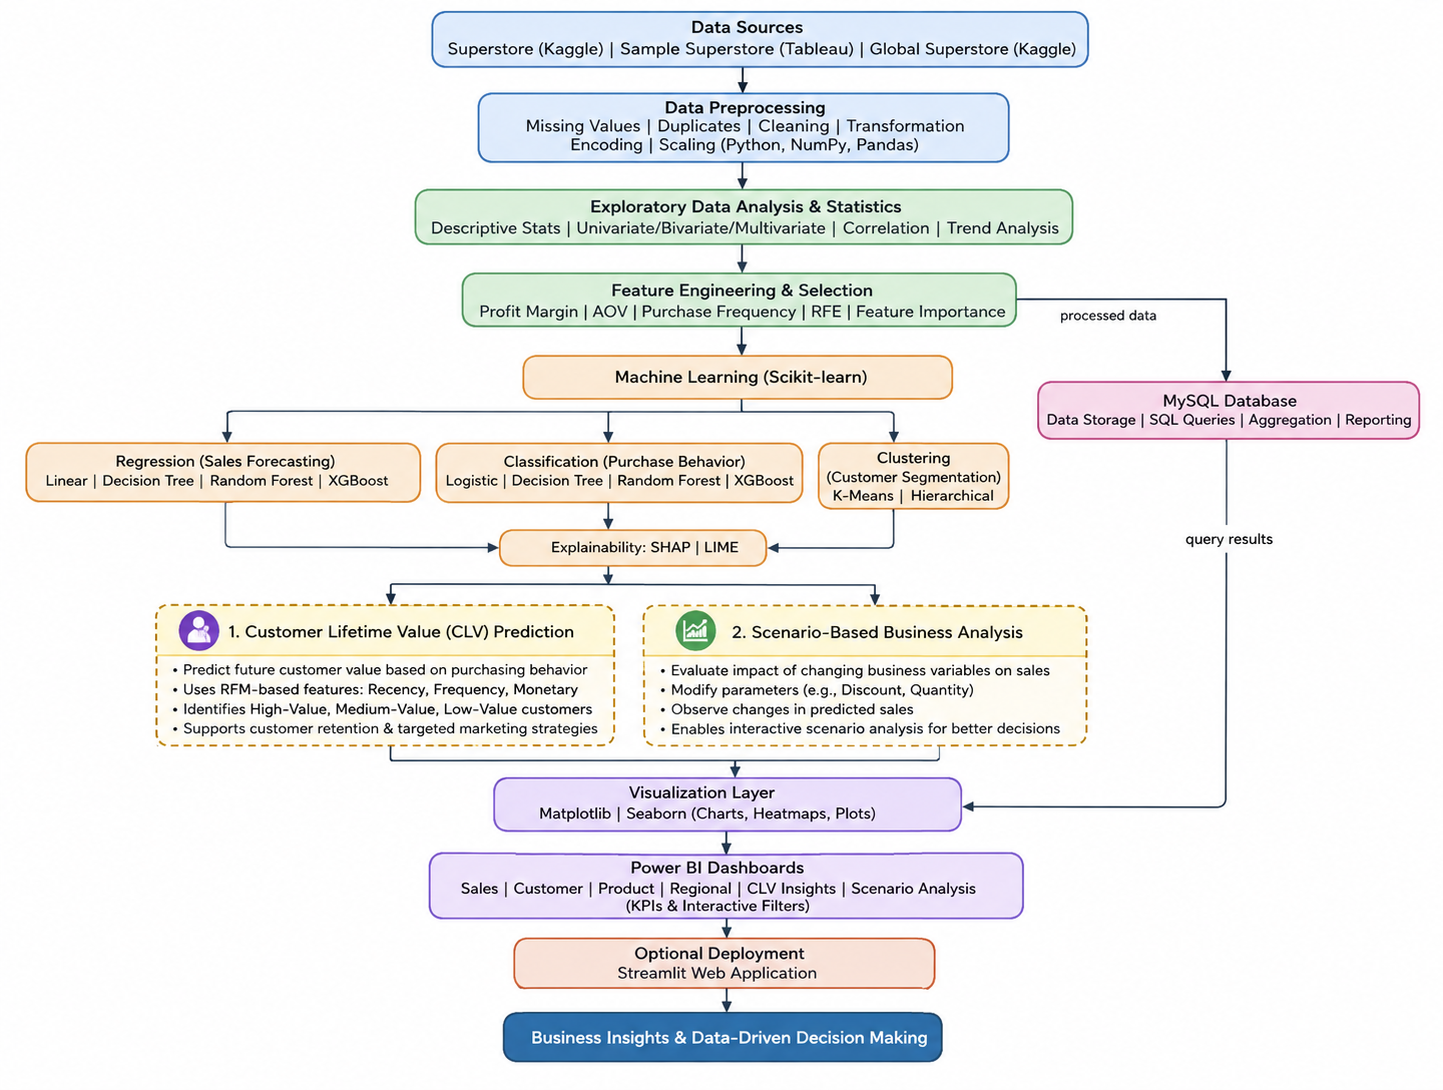 Data Sources
Superstore (Kaggle) | Sample Superstore (Tableau) | Global Superstore (Kaggle)
Data Preprocessing
Missing Values | Duplicates | Cleaning | Transformation
Encoding | Scaling (Python, NumPy, Pandas)
Exploratory Data Analysis & Statistics
Descriptive Stats | Univariate/Bivariate/Multivariate | Correlation | Trend Analysis
Feature Engineering & Selection
Profit Margin | AOV | Purchase Frequency | RFE | Feature Importance
processed data
Machine Learning (Scikit-learn)
MySQL Database
Data Storage | SQL Queries | Aggregation | Reporting
Regression (Sales Forecasting)
Linear | Decision Tree | Random Forest | XGBoost
Classification (Purchase Behavior)
Logistic | Decision Tree | Random Forest | XGBoost
Clustering
(Customer Segmentation)
K-Means | Hierarchical
Explainability: SHAP | LIME
query results
1. Customer Lifetime Value (CLV) Prediction
• Predict future customer value based on purchasing behavior
• Uses RFM-based features: Recency, Frequency, Monetary
• Identifies High-Value, Medium-Value, Low-Value customers
• Supports customer retention & targeted marketing strategies
2. Scenario-Based Business Analysis
• Evaluate impact of changing business variables on sales
• Modify parameters (e.g., Discount, Quantity)
• Observe changes in predicted sales
• Enables interactive scenario analysis for better decisions
Visualization Layer
Matplotlib | Seaborn (Charts, Heatmaps, Plots)
Power BI Dashboards
Sales | Customer | Product | Regional | CLV Insights | Scenario Analysis
(KPIs & Interactive Filters)
Optional Deployment
Streamlit Web Application
Business Insights & Data-Driven Decision Making